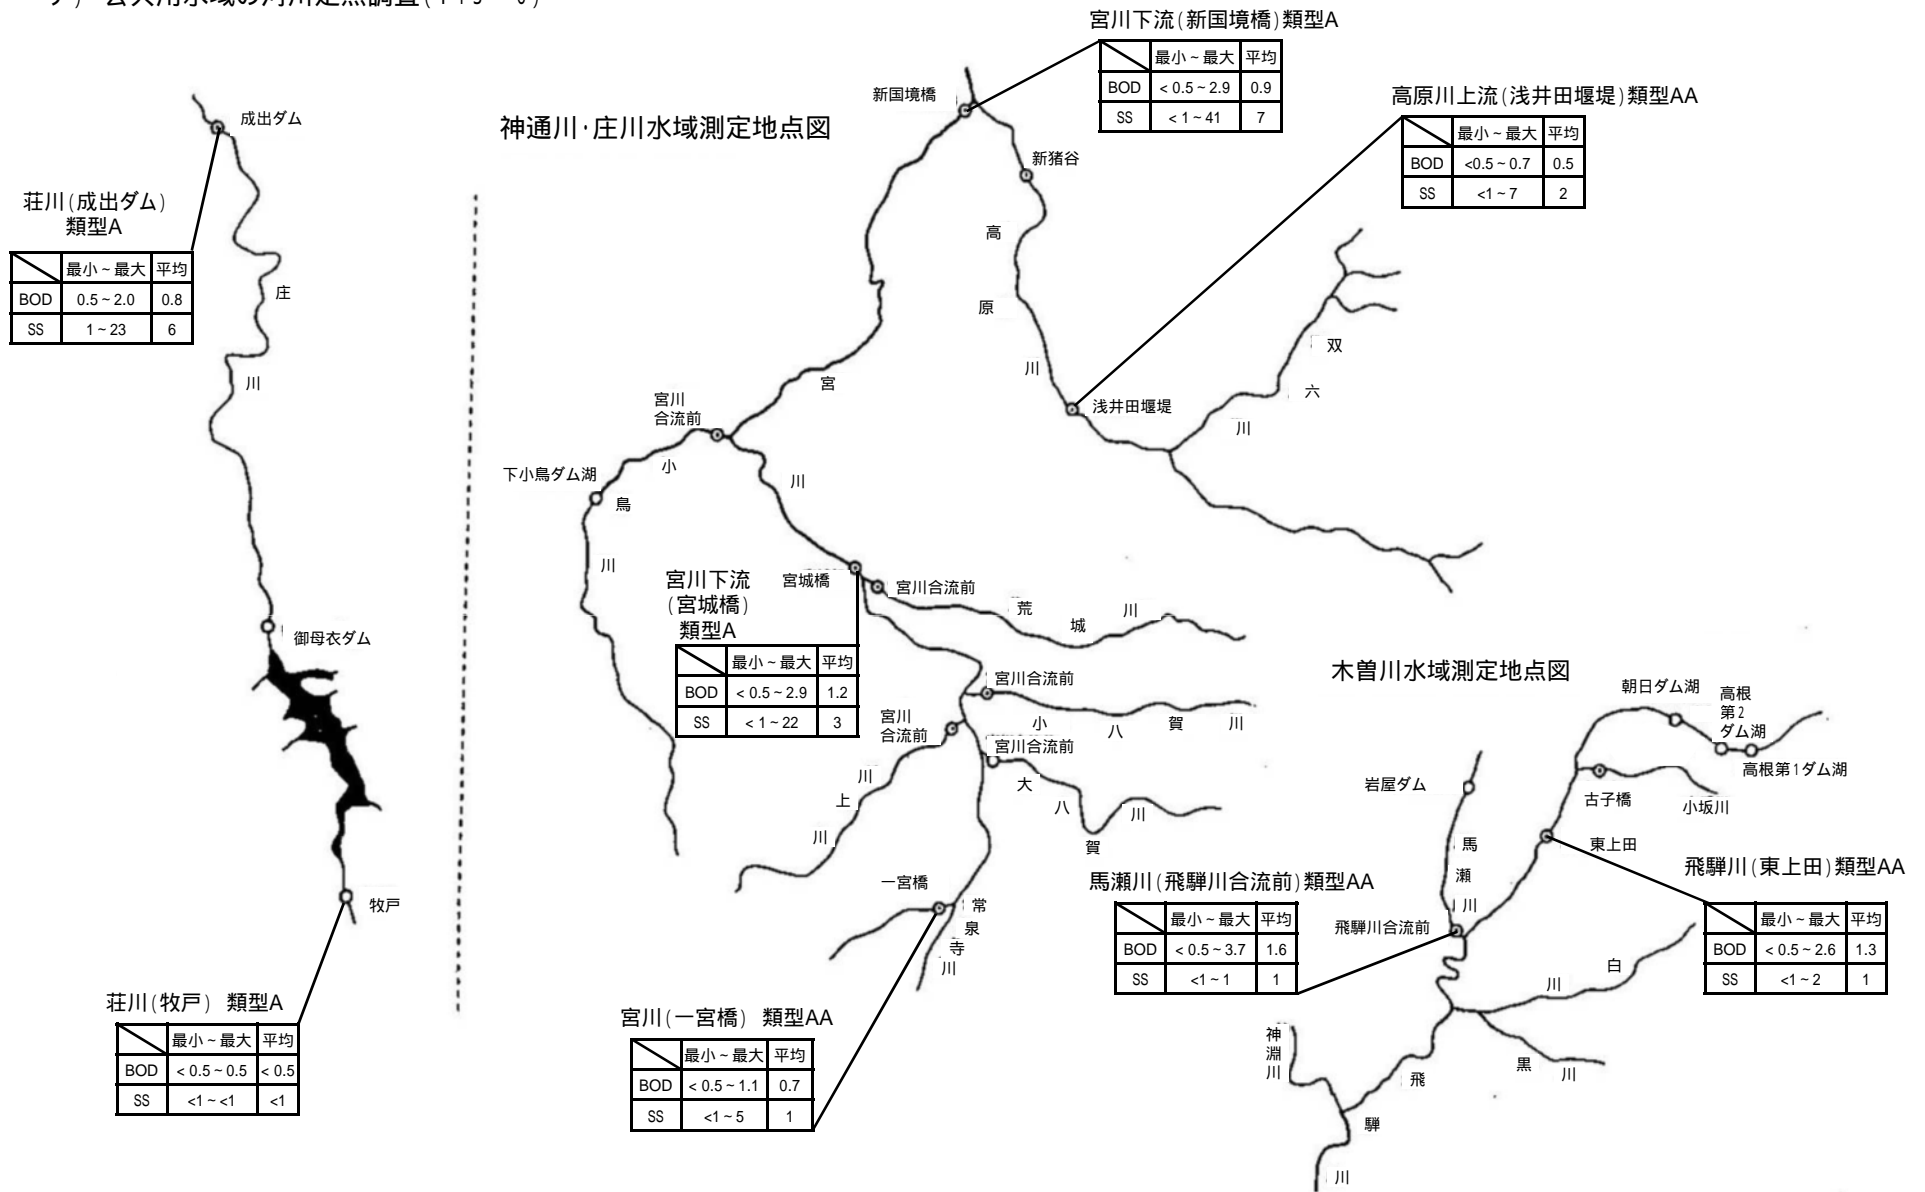 宮川下流(新国境橋)類型A
最小~最大 平均
BOD <0.5~2.9 0.9
SS <1~41 7
高原川上流(浅井田堰堤)類型AA
最小~最大 平均
BOD <0.5~0.7 0.5
SS <1~7 2
神通川・庄川水域測定地点図
成出ダム
荘川(成出ダム)
類型A
最小~最大 平均
BOD 0.5~2.0 0.8
SS 1~23 6
庄
川
御母衣ダム
牧戸
荘川(牧戸) 類型A
最小~最大 平均
BOD <0.5~0.5 <0.5
SS <1~<1 <1
新国境橋
新猪谷
高
原
川
浅井田堰堤
双
六
川
宮
川
宮川
合流前
小
鳥
川
下小鳥ダム湖
宮城橋
宮川合流前
荒
城
川
宮川下流
(宮城橋)
類型A
最小~最大 平均
BOD <0.5~2.9 1.2
SS <1~22 3
宮川合流前
小
八
賀
川
宮川
合流前
川
上
川
宮川合流前
大
八
賀
川
一宮橋
常
泉
寺
川
宮川(一宮橋) 類型AA
最小~最大 平均
BOD <0.5~1.1 0.7
SS <1~5 1
木曽川水域測定地点図
朝日ダム湖
高根
第2
ダム湖
高根第1ダム湖
古子橋
小坂川
岩屋ダム
馬
瀬
川
東上田
飛騨川(東上田)類型AA
最小~最大 平均
BOD <0.5~2.6 1.3
SS <1~2 1
馬瀬川(飛騨川合流前)類型AA
最小~最大 平均
BOD <0.5~3.7 1.6
SS <1~1 1
飛騨川合流前
白
川
黒
川
神
淵
川
飛
騨
川